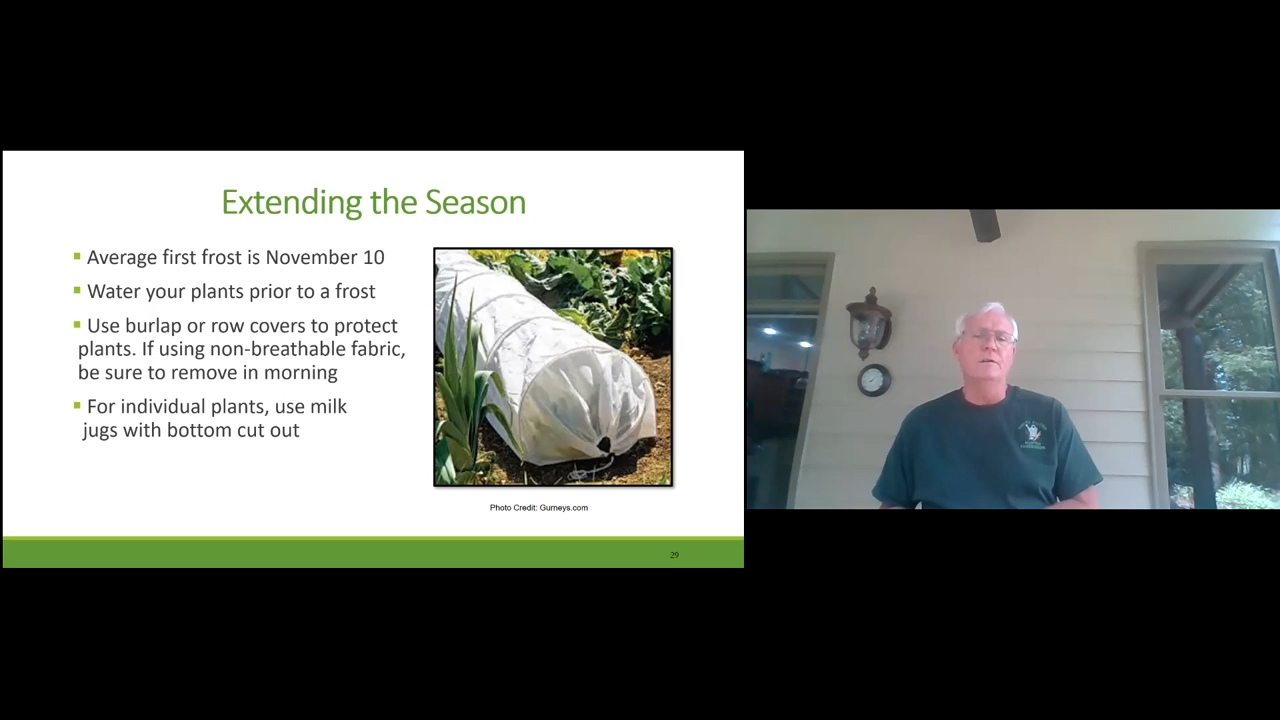 Extending the Season
▪ Average first frost is November 10
▪ Water your plants prior to a frost
▪ Use burlap or row covers to protect
plants. If using non-breathable fabric,
be sure to remove in morning
▪ For individual plants, use milk
jugs with bottom cut out
Photo Credit: Gurneys.com
29